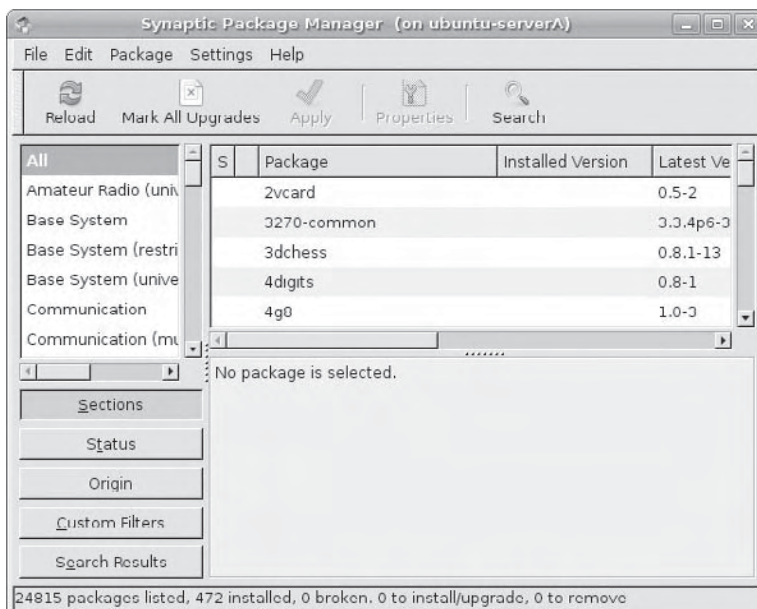 Synaptic Package Manager (on ubuntu-serverA)
File Edit Package Settings Help
Reload Mark All Upgrades Apply Properties Search
All
Amateur Radio (univ
Base System
Base System (restri
Base System (unive
Communication
Communication (mu
S Package Installed Version Latest Ve
2vcard 0.5-2
3270-common 3.3.4p6-3
3dchess 0.8.1-13
4digits 0.8-1
4g8 1.0-3
No package is selected.
Sections
Status
Origin
Custom Filters
Search Results
24815 packages listed, 472 installed, 0 broken. 0 to install/upgrade, 0 to remove